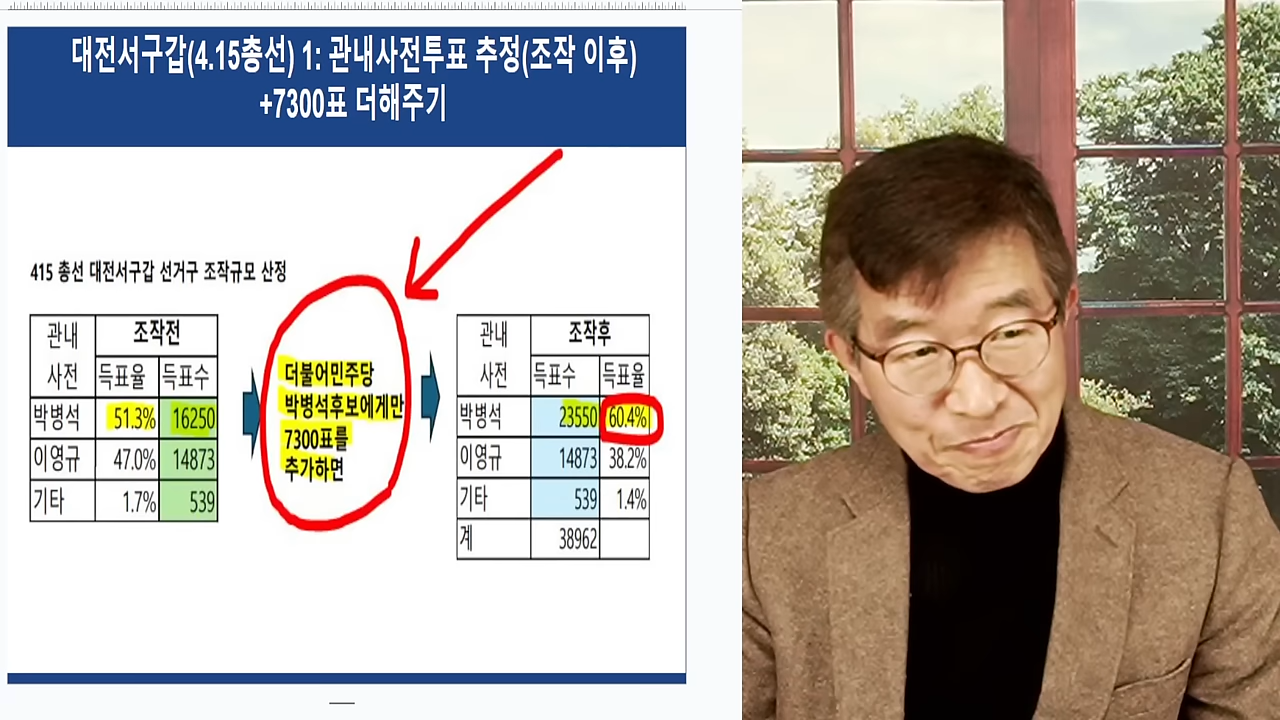 대전서구갑(4.15총선) 1: 관내사전투표 추정(조작 이후)
+7300표 더해주기
415 총선 대전서구갑 선거구 조작규모 산정
관내 사전 조작전
득표율 득표수
박병석 51.3% 16250
이영규 47.0% 14873
기타 1.7% 539
더불어민주당
박병석후보에게만
7300표를
추가하면
관내 사전 조작후
득표수 득표율
박병석 23550 60.4%
이영규 14873 38.2%
기타 539 1.4%
계 38962